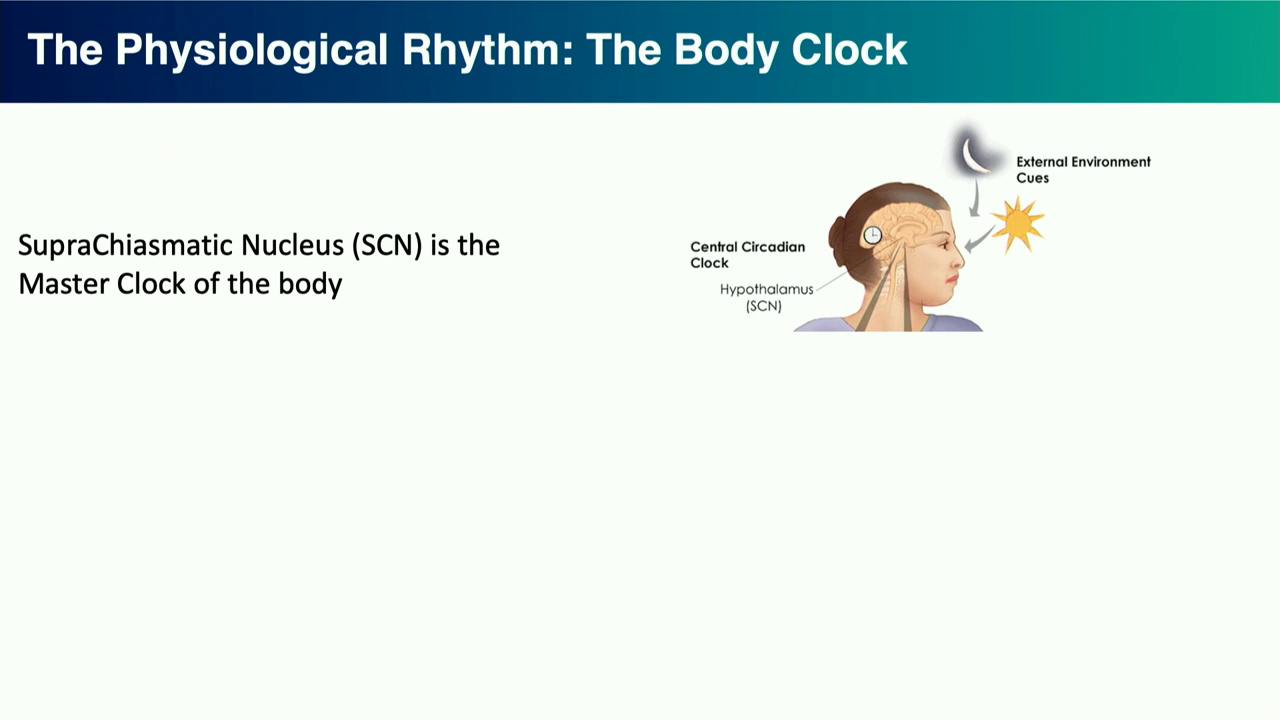 The Physiological Rhythm: The Body Clock
External Environment
Cues
SupraChiasmatic Nucleus (SCN) is the
Master Clock of the body
Central Circadian
Clock
Hypothalamus
(SCN)